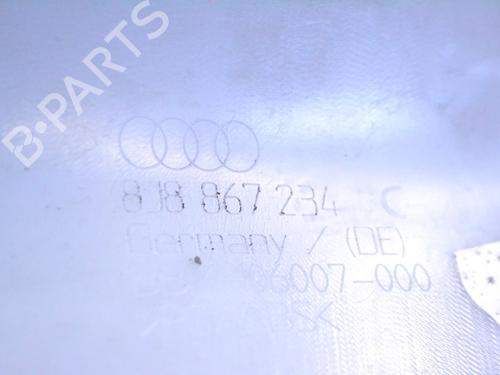 B-PARTS
8J8 867 234 C
Germany / (DE)
06007-000